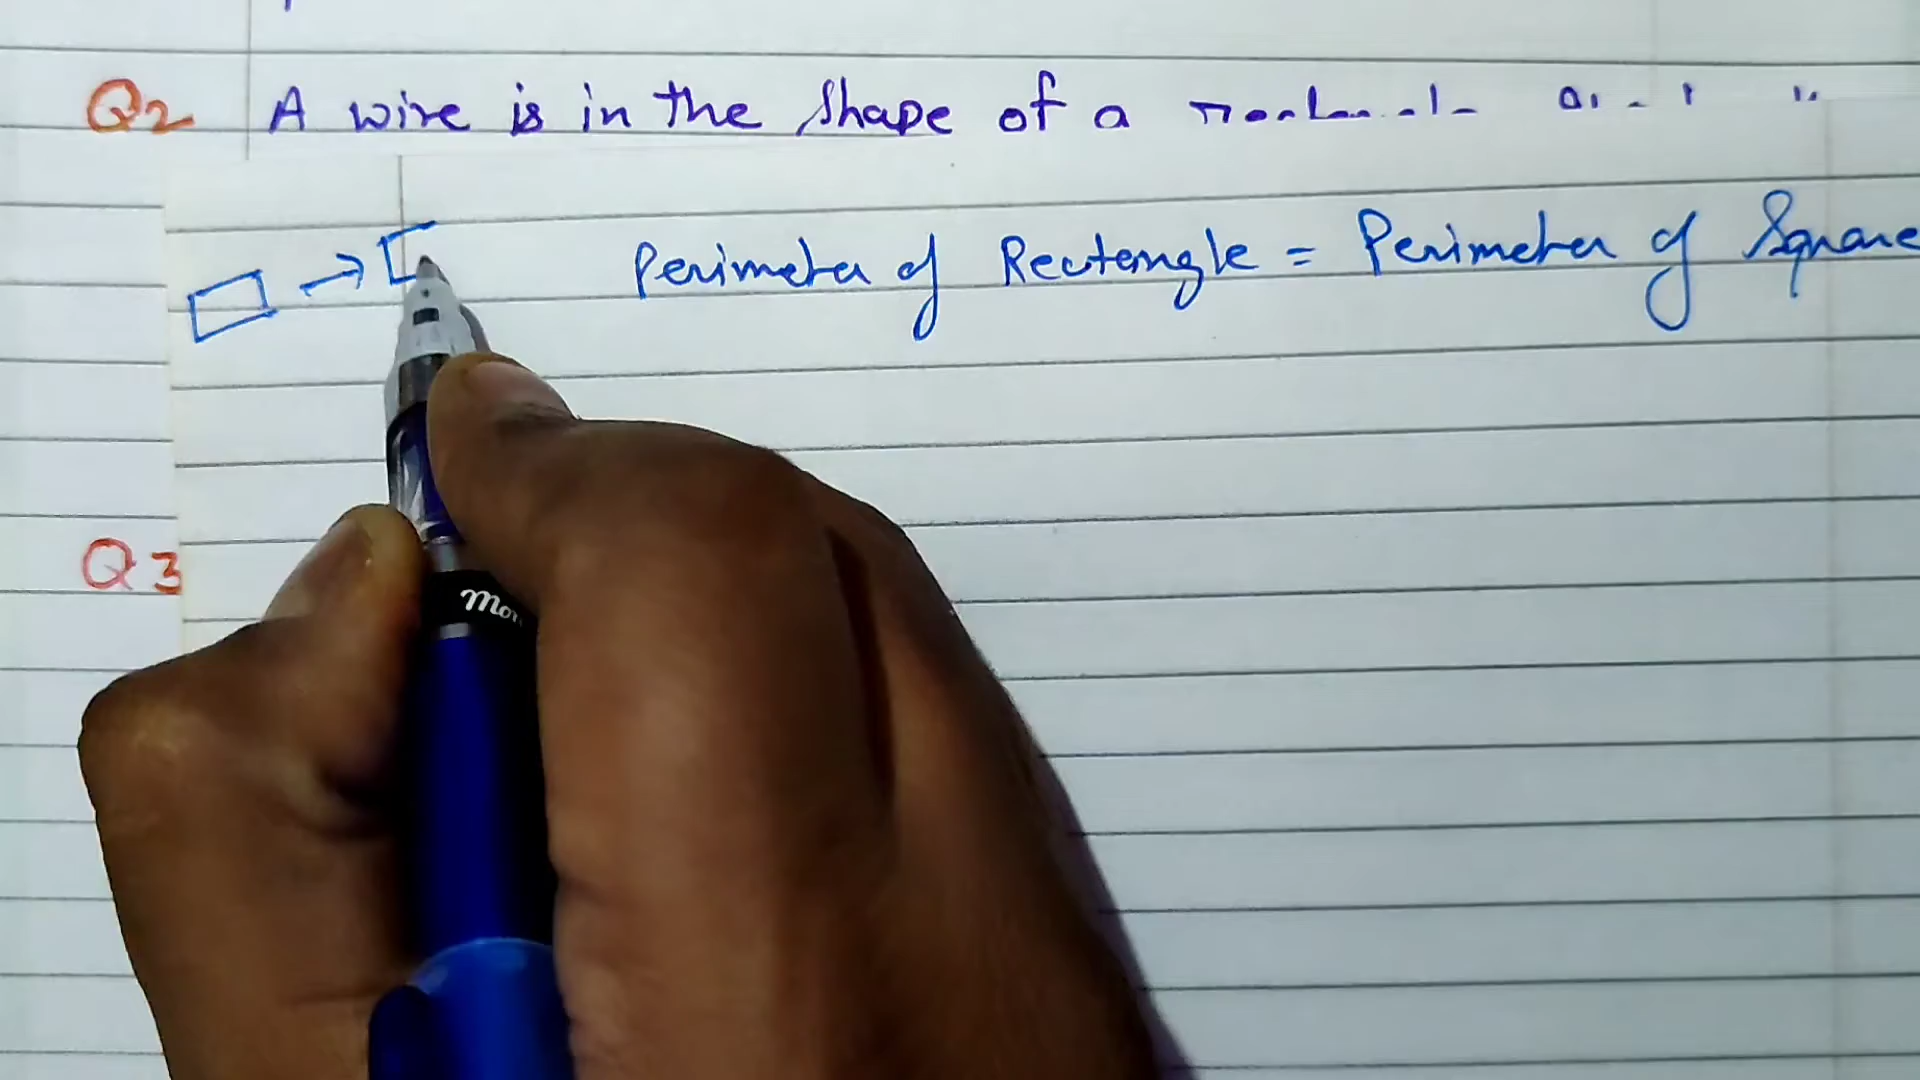 Q2 A wire is in the shape of a
Perimeter of Rectangle = Perimeter of Square
Q3